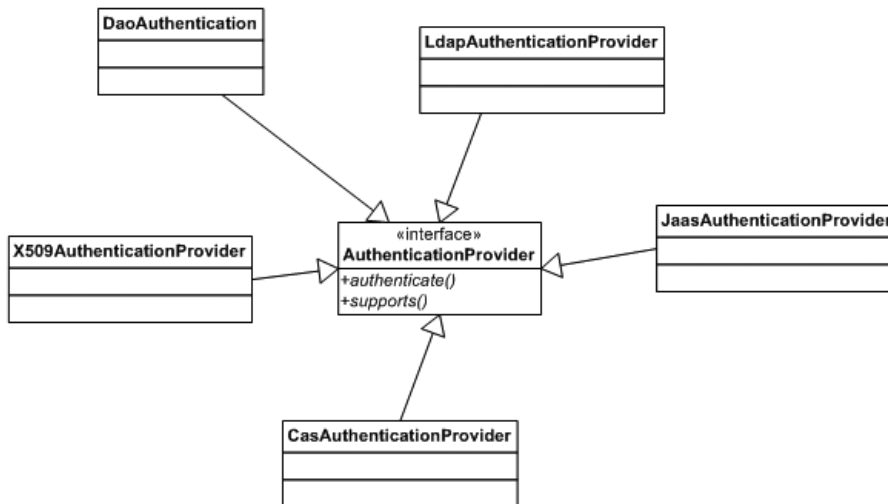 DaoAuthentication
LdapAuthenticationProvider
«interface»
AuthenticationProvider
+authenticate()
+supports()
JaasAuthenticationProvider
X509AuthenticationProvider
CasAuthenticationProvider